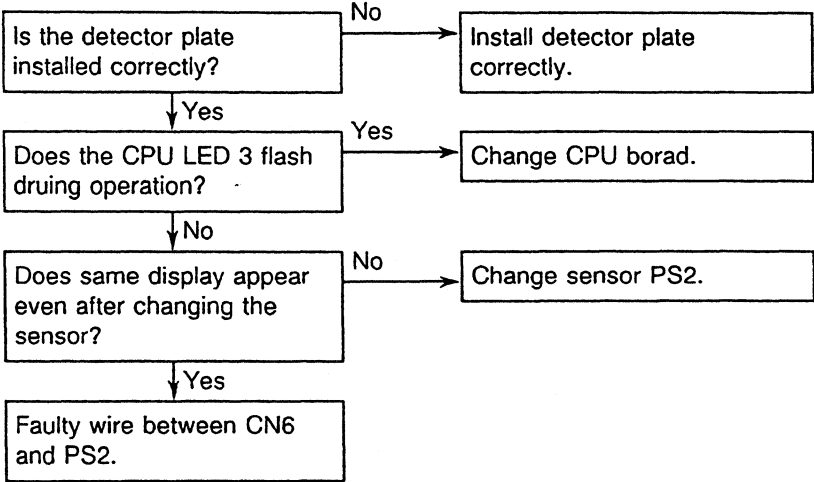 Is the detector plate
installed correctly?
No
Install detector plate
correctly.
Yes
Does the CPU LED 3 flash
druing operation?
Yes
Change CPU borad.
No
Does same display appear
even after changing the
sensor?
No
Change sensor PS2.
Yes
Faulty wire between CN6
and PS2.